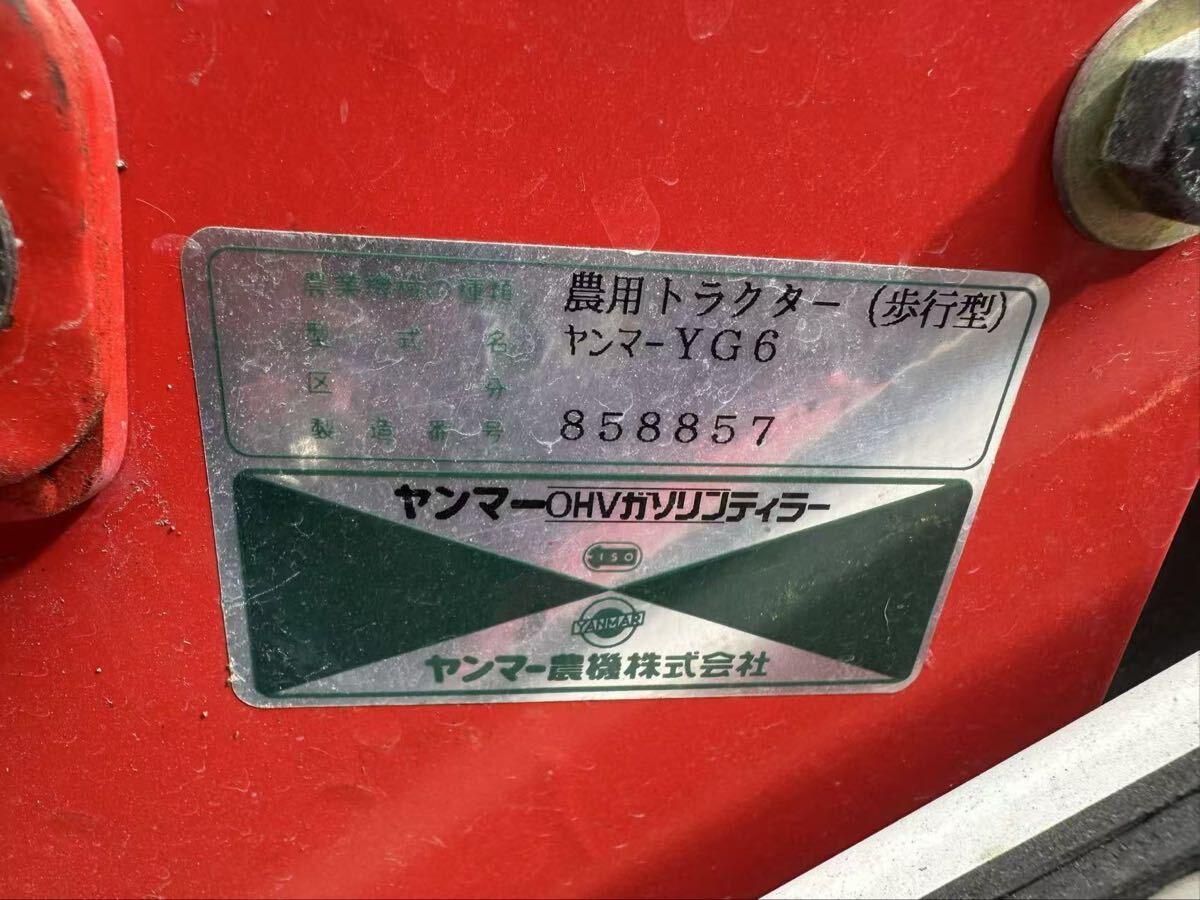 農業機械の種類 農用トラクター (歩行型)
型式名 ヤンマーYG6
区分
製造番号 858857
ヤンマーOHVガソリンティラー
ISO
YANMAR
ヤンマー農機株式会社